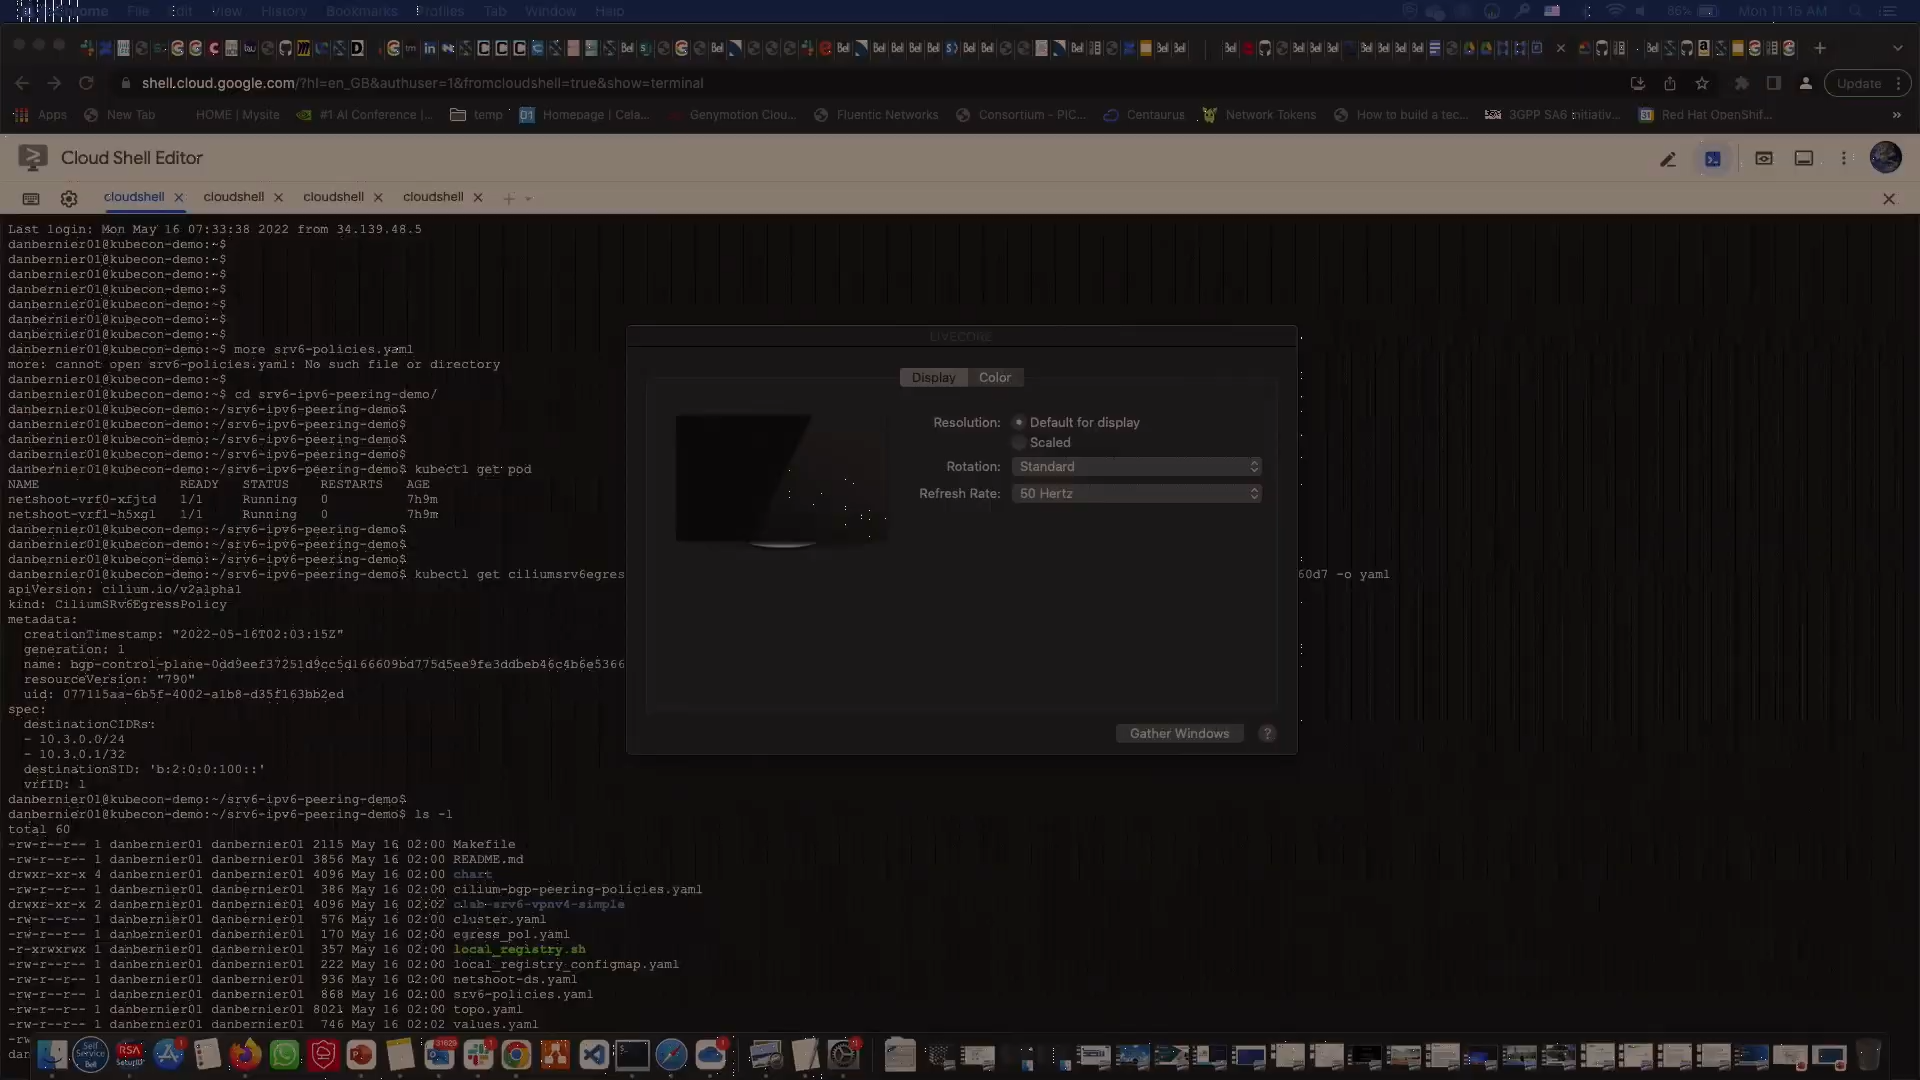 Chrome File Edit View History Bookmarks Profiles Tab Window Help 86% Mon 11:16 AM
shell.cloud.google.com/?hl=en_GB&authuser=1&fromcloudshell=true&show=terminal Update
Apps New Tab HOME | Mysite #1 AI Conference |... temp Homepage | Cela... Genymotion Clou... Fluentic Networks Consortium - PIC... Centaurus Network Tokens How to build a tec... 3GPP SA6 initiativ... Red Hat OpenShif... »
Cloud Shell Editor
cloudshell cloudshell cloudshell cloudshell
Last login: Mon May 16 07:33:38 2022 from 34.139.48.5
danbernier01@kubecon-demo:~$
danbernier01@kubecon-demo:~$
danbernier01@kubecon-demo:~$
danbernier01@kubecon-demo:~$
danbernier01@kubecon-demo:~$
danbernier01@kubecon-demo:~$
danbernier01@kubecon-demo:~$
danbernier01@kubecon-demo:~$ more srv6-policies.yaml
more: cannot open srv6-policies.yaml: No such file or directory
danbernier01@kubecon-demo:~$
danbernier01@kubecon-demo:~$ cd srv6-ipv6-peering-demo/
danbernier01@kubecon-demo:~/srv6-ipv6-peering-demo$
danbernier01@kubecon-demo:~/srv6-ipv6-peering-demo$
danbernier01@kubecon-demo:~/srv6-ipv6-peering-demo$
danbernier01@kubecon-demo:~/srv6-ipv6-peering-demo$
danbernier01@kubecon-demo:~/srv6-ipv6-peering-demo$ kubectl get pod
NAME READY STATUS RESTARTS AGE
netshoot-vrf0-xfjtd 1/1 Running 0 7h9m
netshoot-vrf1-h5xgl 1/1 Running 0 7h9m
danbernier01@kubecon-demo:~/srv6-ipv6-peering-demo$
danbernier01@kubecon-demo:~/srv6-ipv6-peering-demo$
danbernier01@kubecon-demo:~/srv6-ipv6-peering-demo$
danbernier01@kubecon-demo:~/srv6-ipv6-peering-demo$ kubectl get ciliumsrv6egres 60d7 -o yaml
apiVersion: cilium.io/v2alpha1
kind: CiliumSRv6EgressPolicy
metadata:
creationTimestamp: "2022-05-16T02:03:15Z"
generation: 1
name: bgp-control-plane-0dd9eef37251d9cc5d166609bd775d5ee9fe3ddbeb46c4b6e5366
resourceVersion: "790"
uid: 077115aa-6b5f-4002-a1b8-d35f163bb2ed
spec:
destinationCIDRs:
- 10.3.0.0/24
- 10.3.0.1/32
destinationSID: 'b:2:0:0:100::'
vrfID: 1
danbernier01@kubecon-demo:~/srv6-ipv6-peering-demo$
danbernier01@kubecon-demo:~/srv6-ipv6-peering-demo$ ls -l
total 60
-rw-r--r-- 1 danbernier01 danbernier01 2115 May 16 02:00 Makefile
-rw-r--r-- 1 danbernier01 danbernier01 3856 May 16 02:00 README.md
drwxr-xr-x 4 danbernier01 danbernier01 4096 May 16 02:00 chart
-rw-r--r-- 1 danbernier01 danbernier01 386 May 16 02:00 cilium-bgp-peering-policies.yaml
drwxr-xr-x 2 danbernier01 danbernier01 4096 May 16 02:02 clab-srv6-vpnv4-simple
-rw-r--r-- 1 danbernier01 danbernier01 576 May 16 02:00 cluster.yaml
-rw-r--r-- 1 danbernier01 danbernier01 170 May 16 02:00 egress_pol.yaml
-r-xrwxrwx 1 danbernier01 danbernier01 357 May 16 02:00 local_registry.sh
-rw-r--r-- 1 danbernier01 danbernier01 222 May 16 02:00 local_registry_configmap.yaml
-rw-r--r-- 1 danbernier01 danbernier01 936 May 16 02:00 netshoot-ds.yaml
-rw-r--r-- 1 danbernier01 danbernier01 868 May 16 02:00 srv6-policies.yaml
-rw-r--r-- 1 danbernier01 danbernier01 8021 May 16 02:00 topo.yaml
-rw-r--r-- 1 danbernier01 danbernier01 746 May 16 02:02 values.yaml
-rw
dan
LIVECORE
Display Color
Resolution: Default for display
Scaled
Rotation: Standard
Refresh Rate: 50 Hertz
Gather Windows ?